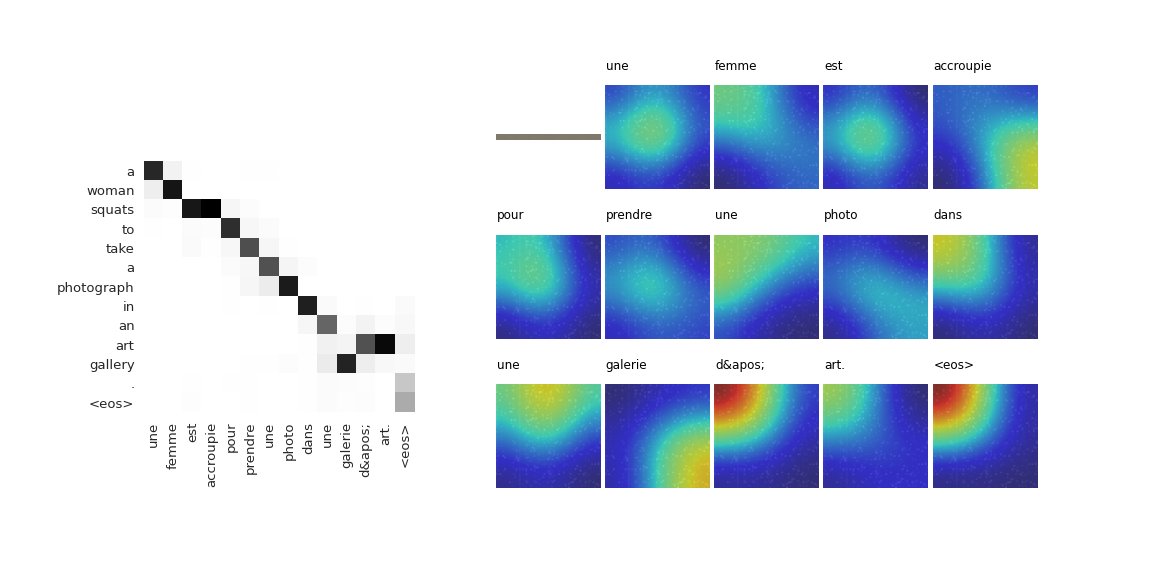 a
woman
squats
to
take
a
photograph
in
an
art
gallery
.
<eos>
une
femme
est
accroupie
pour
prendre
une
photo
dans
une
galerie
d&apos;
art.
<eos>
une femme est accroupie
pour prendre une photo dans
une galerie d&apos; art. <eos>